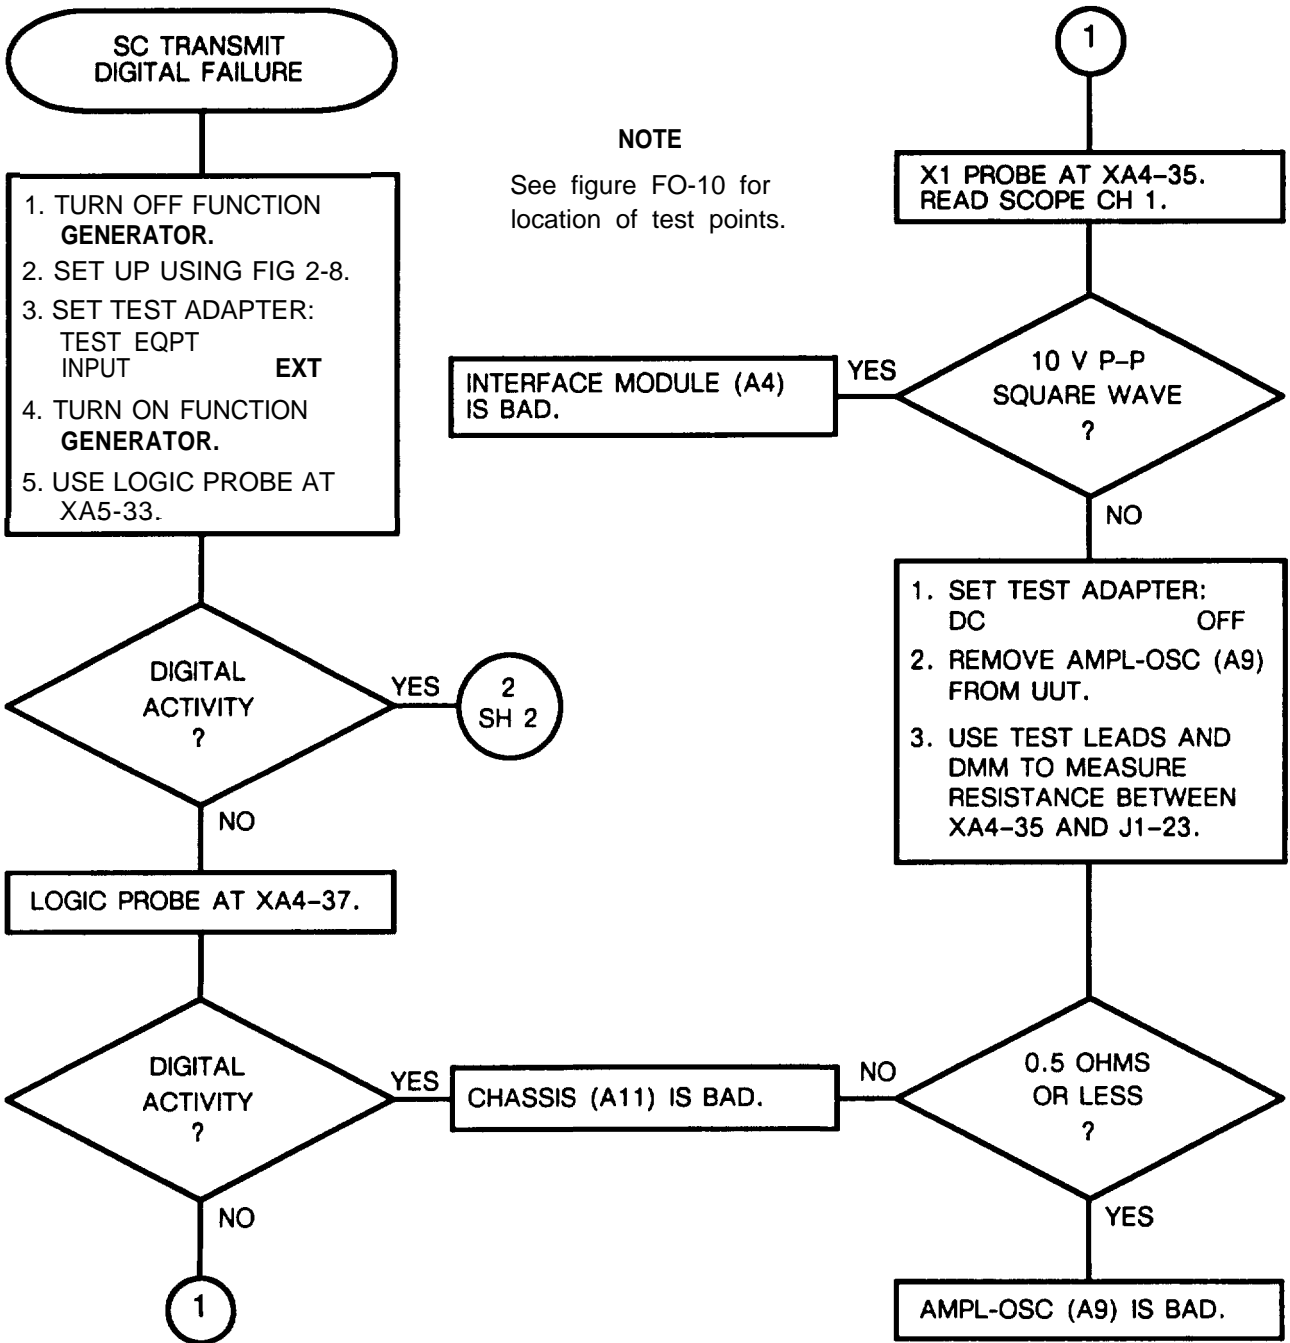 SC TRANSMIT
DIGITAL FAILURE
1. TURN OFF FUNCTION
GENERATOR.
2. SET UP USING FIG 2-8.
3. SET TEST ADAPTER:
TEST EQPT
INPUT EXT
4. TURN ON FUNCTION
GENERATOR.
5. USE LOGIC PROBE AT
XA5-33.
DIGITAL
ACTIVITY
?
YES
2
SH 2
NO
LOGIC PROBE AT XA4-37.
DIGITAL
ACTIVITY
?
YES
CHASSIS (A11) IS BAD.
NO
1
NOTE
See figure FO-10 for
location of test points.
1
X1 PROBE AT XA4-35.
READ SCOPE CH 1.
10 V P-P
SQUARE WAVE
?
YES
INTERFACE MODULE (A4)
IS BAD.
NO
1. SET TEST ADAPTER:
DC OFF
2. REMOVE AMPL-OSC (A9)
FROM UUT.
3. USE TEST LEADS AND
DMM TO MEASURE
RESISTANCE BETWEEN
XA4-35 AND J1-23.
0.5 OHMS
OR LESS
?
NO
YES
AMPL-OSC (A9) IS BAD.